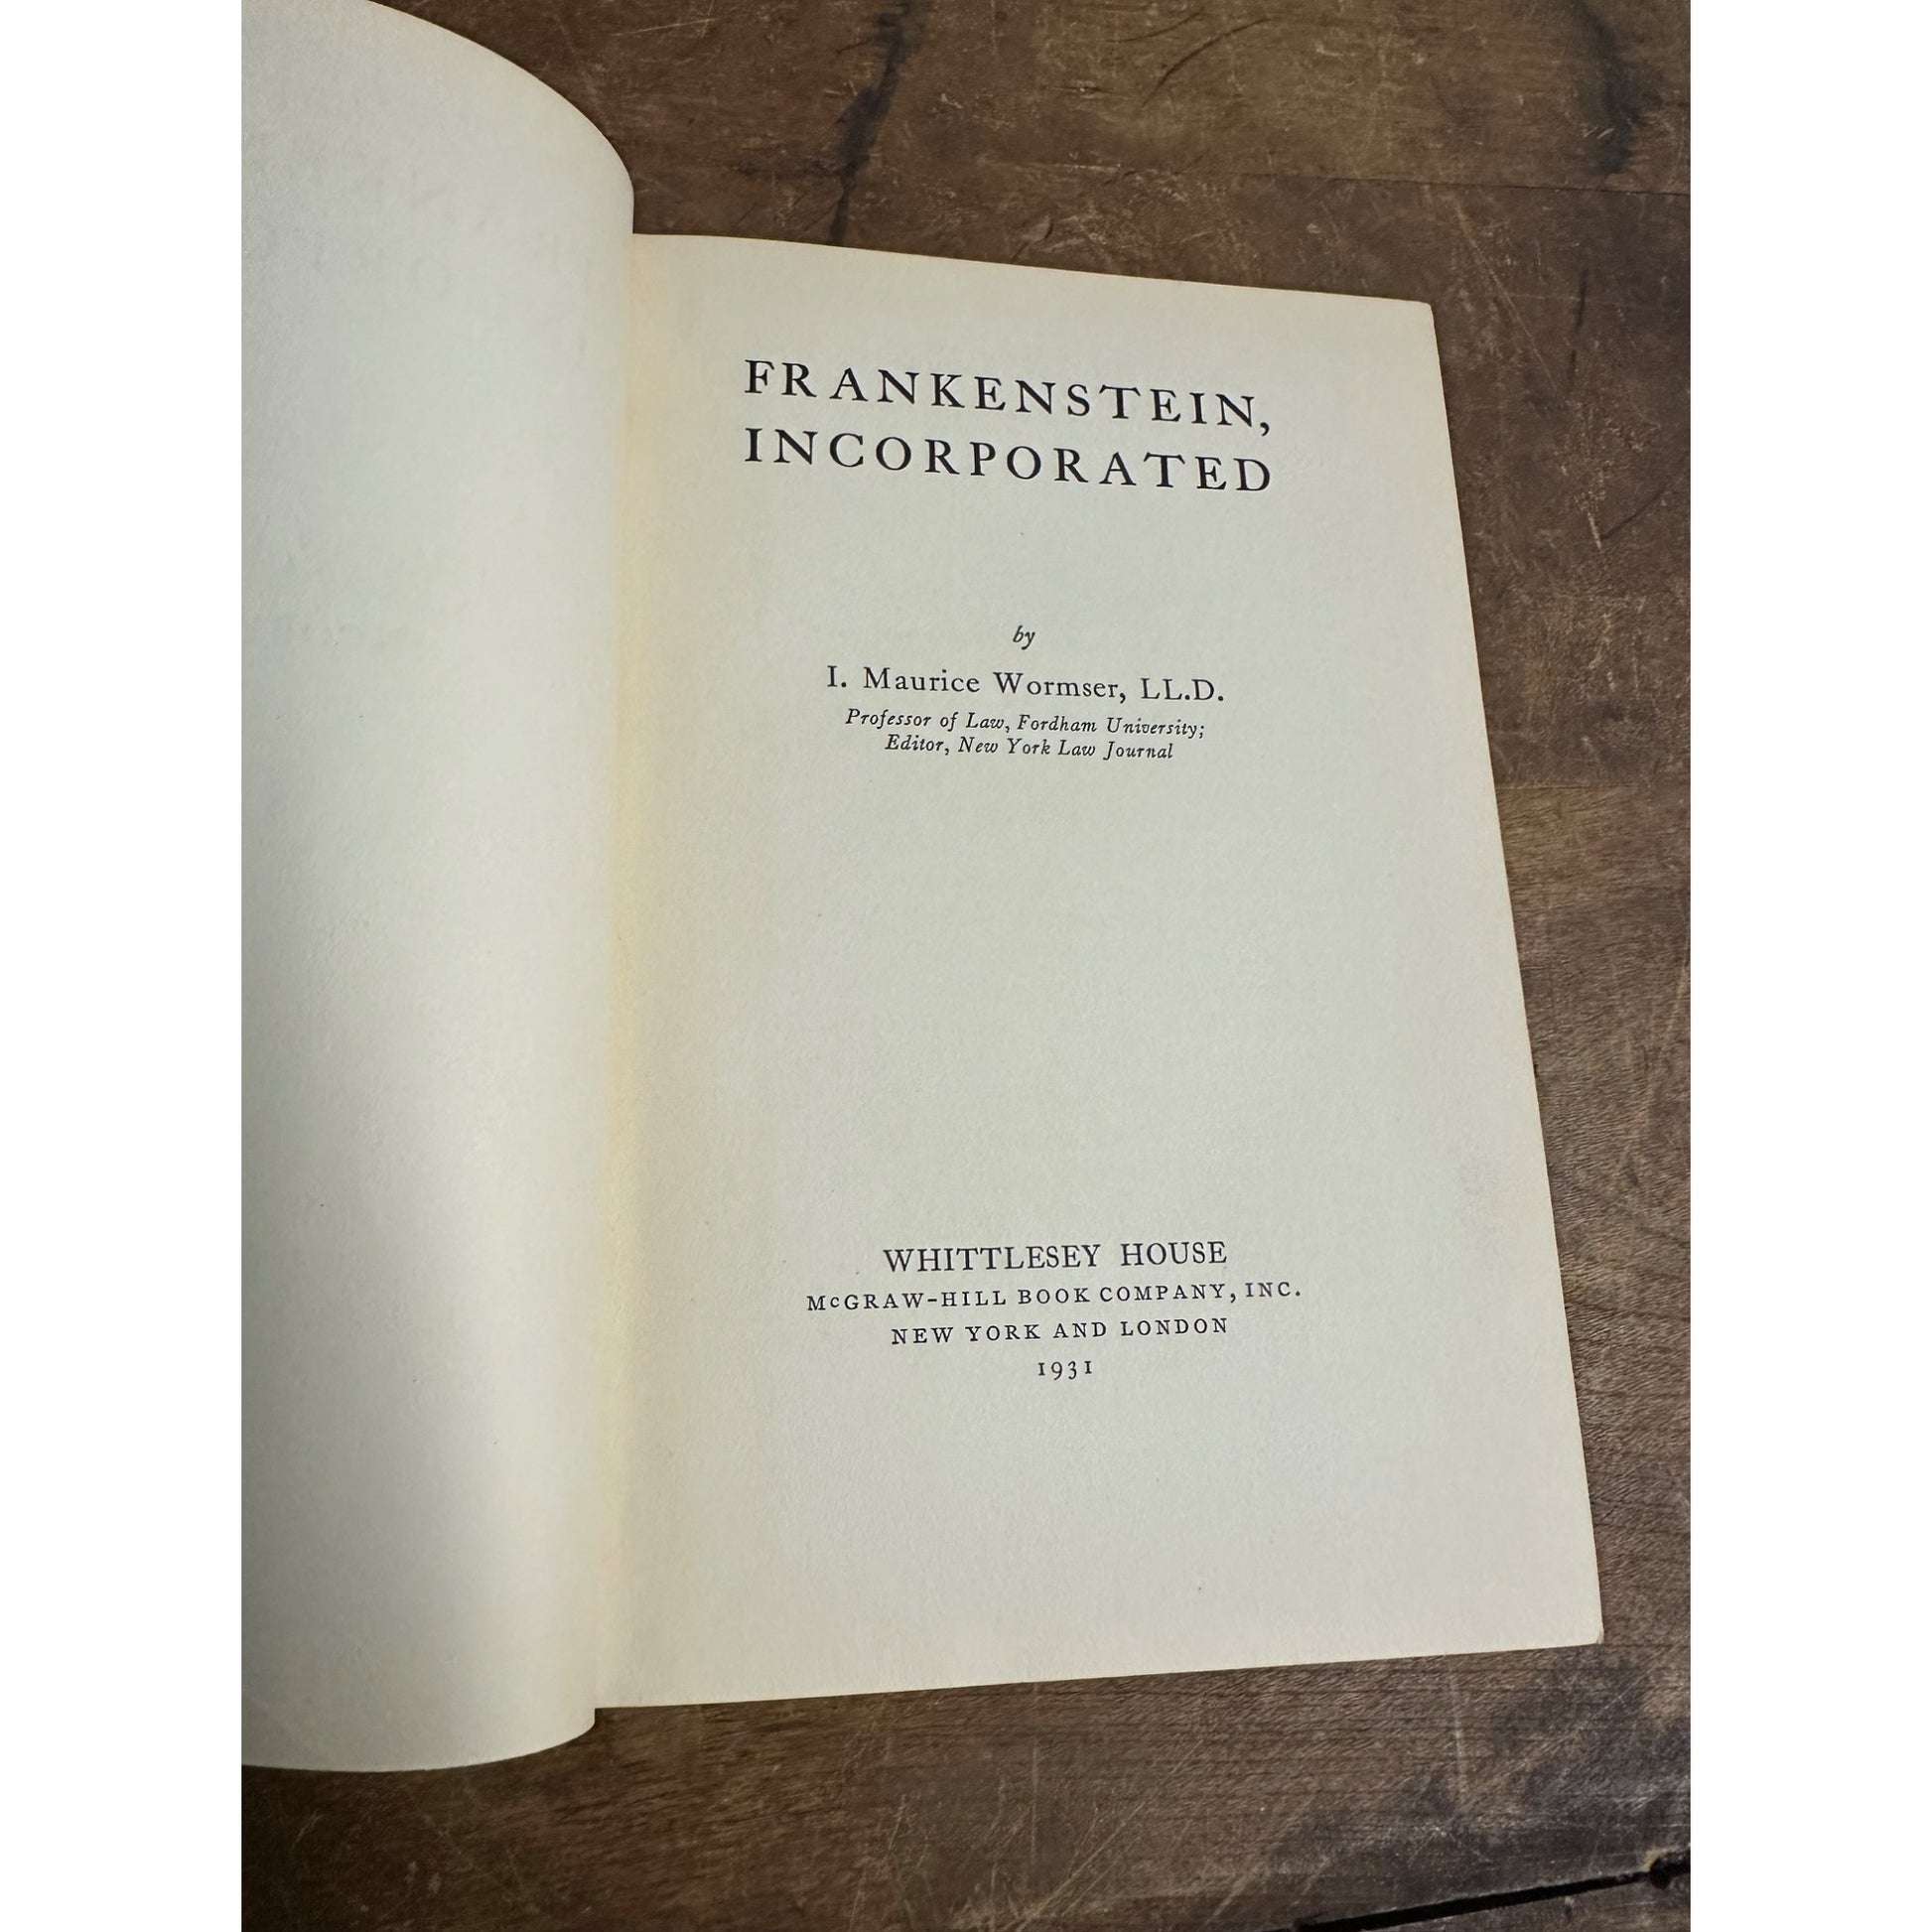 FRANKENSTEIN,
INCORPORATED
by
I. Maurice Wormser, LL.D.
Professor of Law, Fordham University;
Editor, New York Law Journal
WHITTLESEY HOUSE
McGRAW-HILL BOOK COMPANY, INC.
NEW YORK AND LONDON
1931